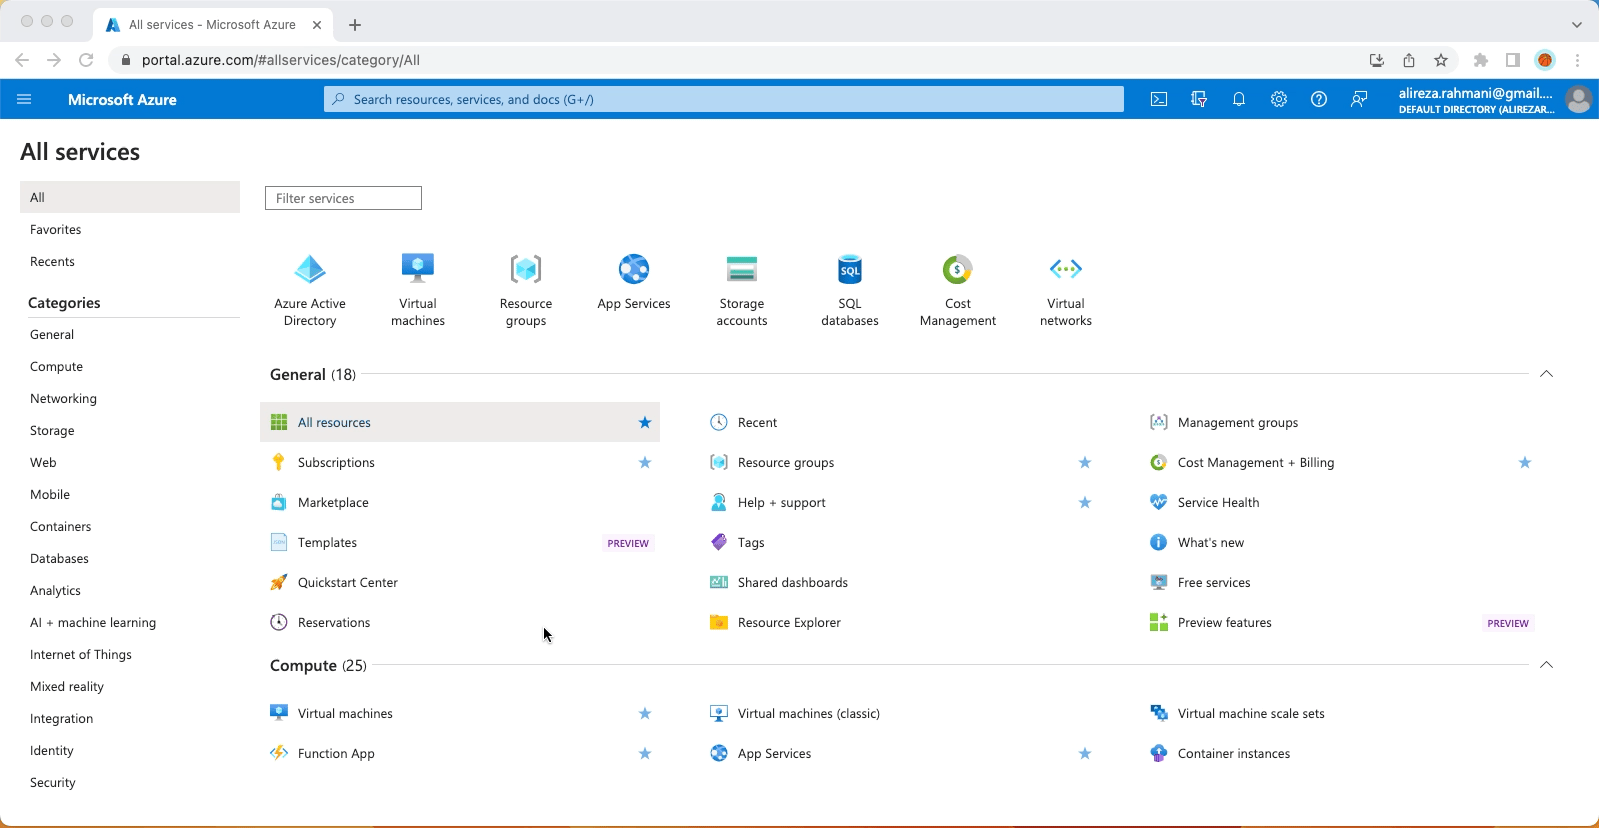 All services - Microsoft Azure
portal.azure.com/#allservices/category/All
Microsoft Azure
Search resources, services, and docs (G+/)
alireza.rahmani@gmail....
DEFAULT DIRECTORY (ALIREZAR...
All services
All
Favorites
Recents
Categories
General
Compute
Networking
Storage
Web
Mobile
Containers
Databases
Analytics
AI + machine learning
Internet of Things
Mixed reality
Integration
Identity
Security
Filter services
Azure Active
Directory
Virtual
machines
Resource
groups
App Services
Storage
accounts
SQL
SQL
databases
Cost
Management
Virtual
networks
General (18)
All resources
Recent
Management groups
Subscriptions
Resource groups
Cost Management + Billing
Marketplace
Help + support
Service Health
Templates PREVIEW
Tags
What's new
Quickstart Center
Shared dashboards
Free services
Reservations
Resource Explorer
Preview features PREVIEW
Compute (25)
Virtual machines
Virtual machines (classic)
Virtual machine scale sets
Function App
App Services
Container instances